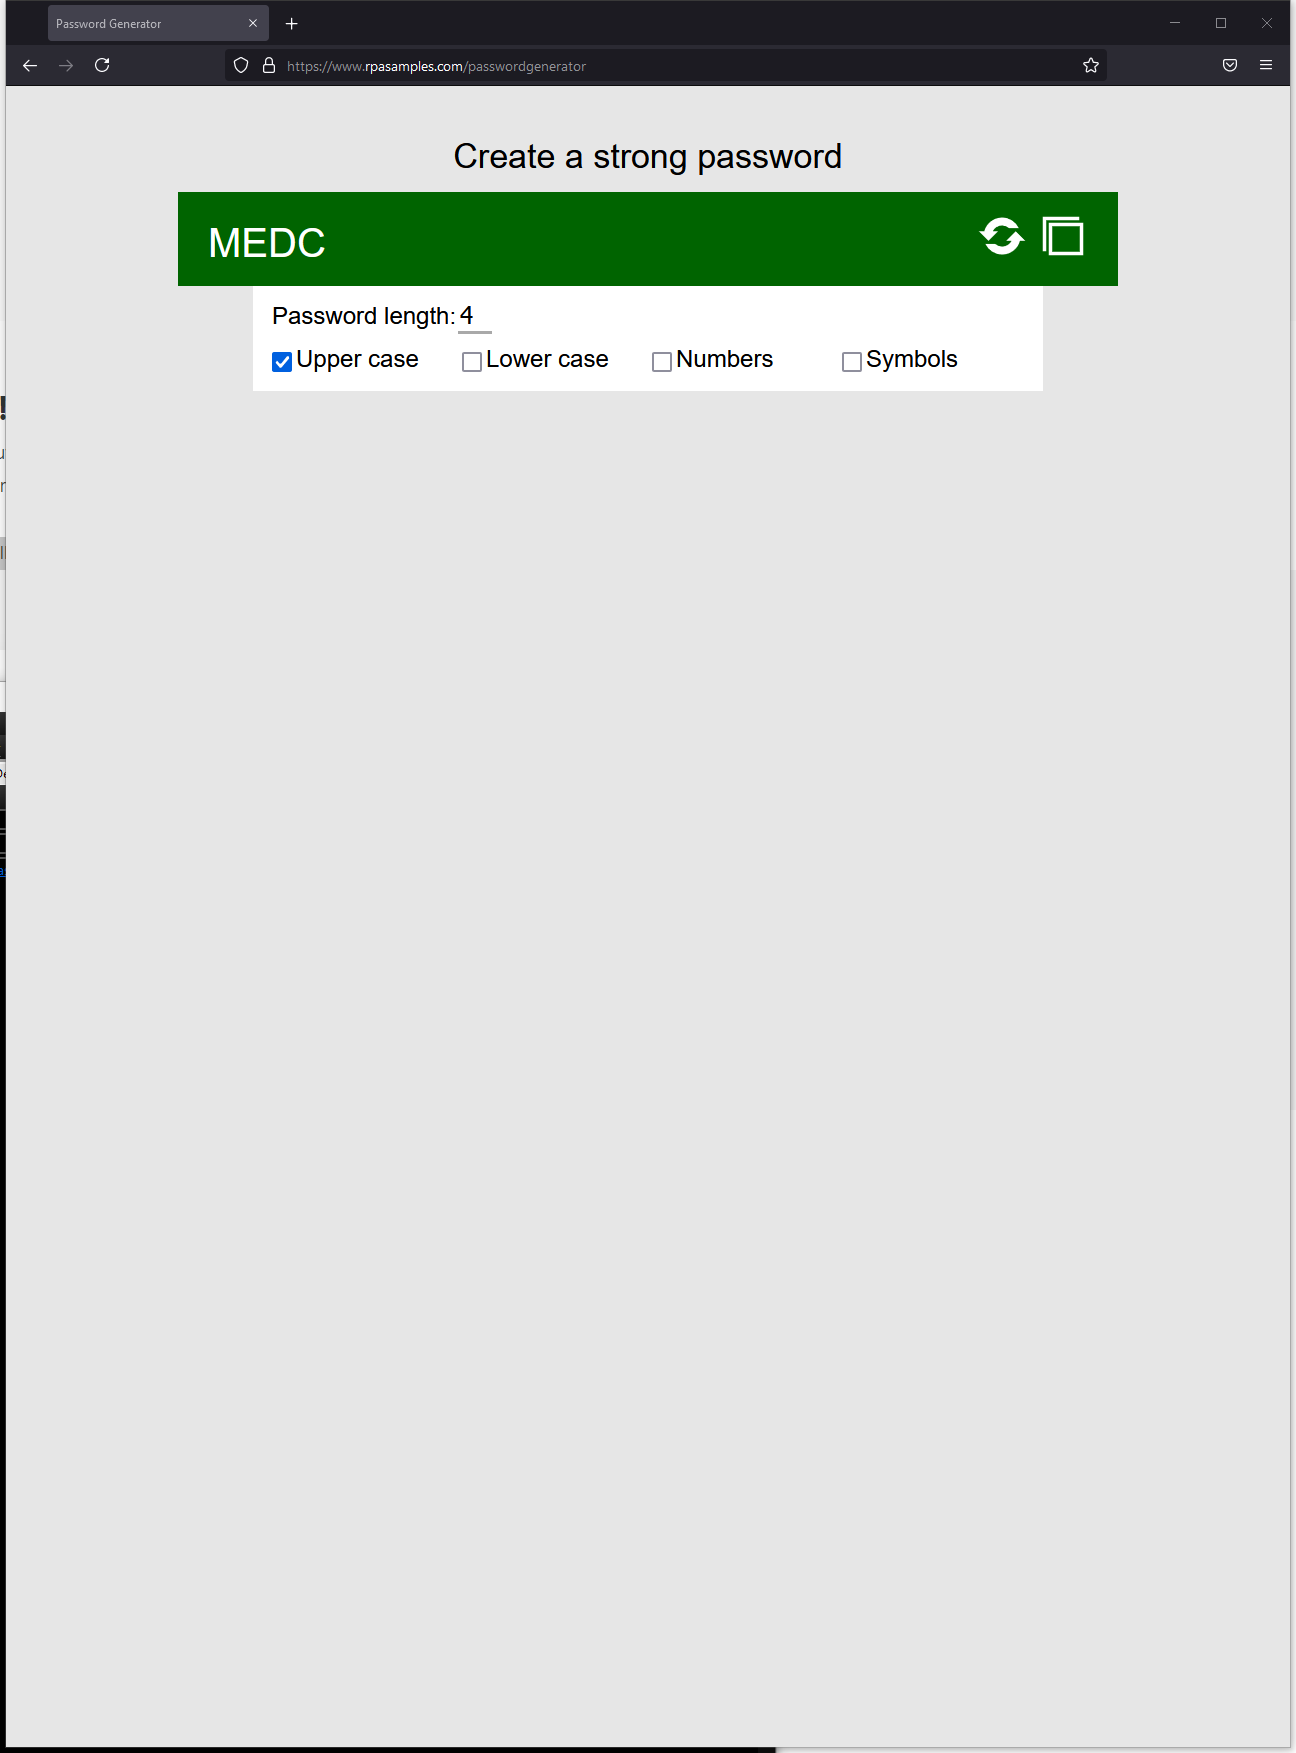 Password Generator
https://www.rpasamples.com/passwordgenerator
Create a strong password
MEDC
Password length: 4
Upper case Lower case Numbers Symbols